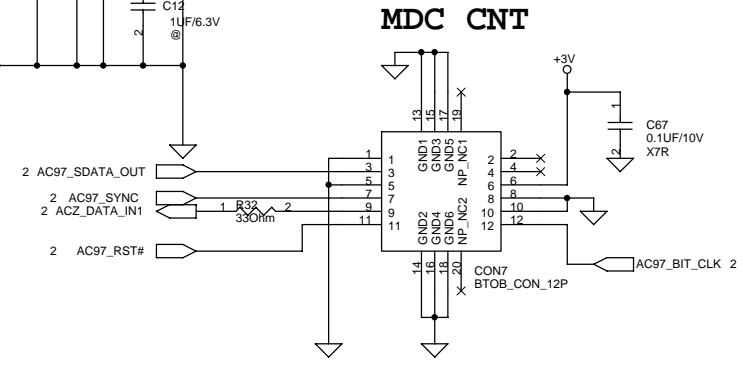 C12
1UF/6.3V
@
2
MDC CNT
+3V
13
15
17
19
1
C67
0.1UF/10V
X7R
2
GND1
GND3
GND5
NP_NC1
2 AC97_SDATA_OUT
2 AC97_SYNC
2 ACZ_DATA_IN1
1 R32 2
33Ohm
2 AC97_RST#
1 1 2 2
3 3 4 4
5 5 6 6
7 7 8 8
9 9 10 10
11 11 12 12
GND2
GND4
GND6
NP_NC2
14
16
18
20
CON7
BTOB_CON_12P
AC97_BIT_CLK 2